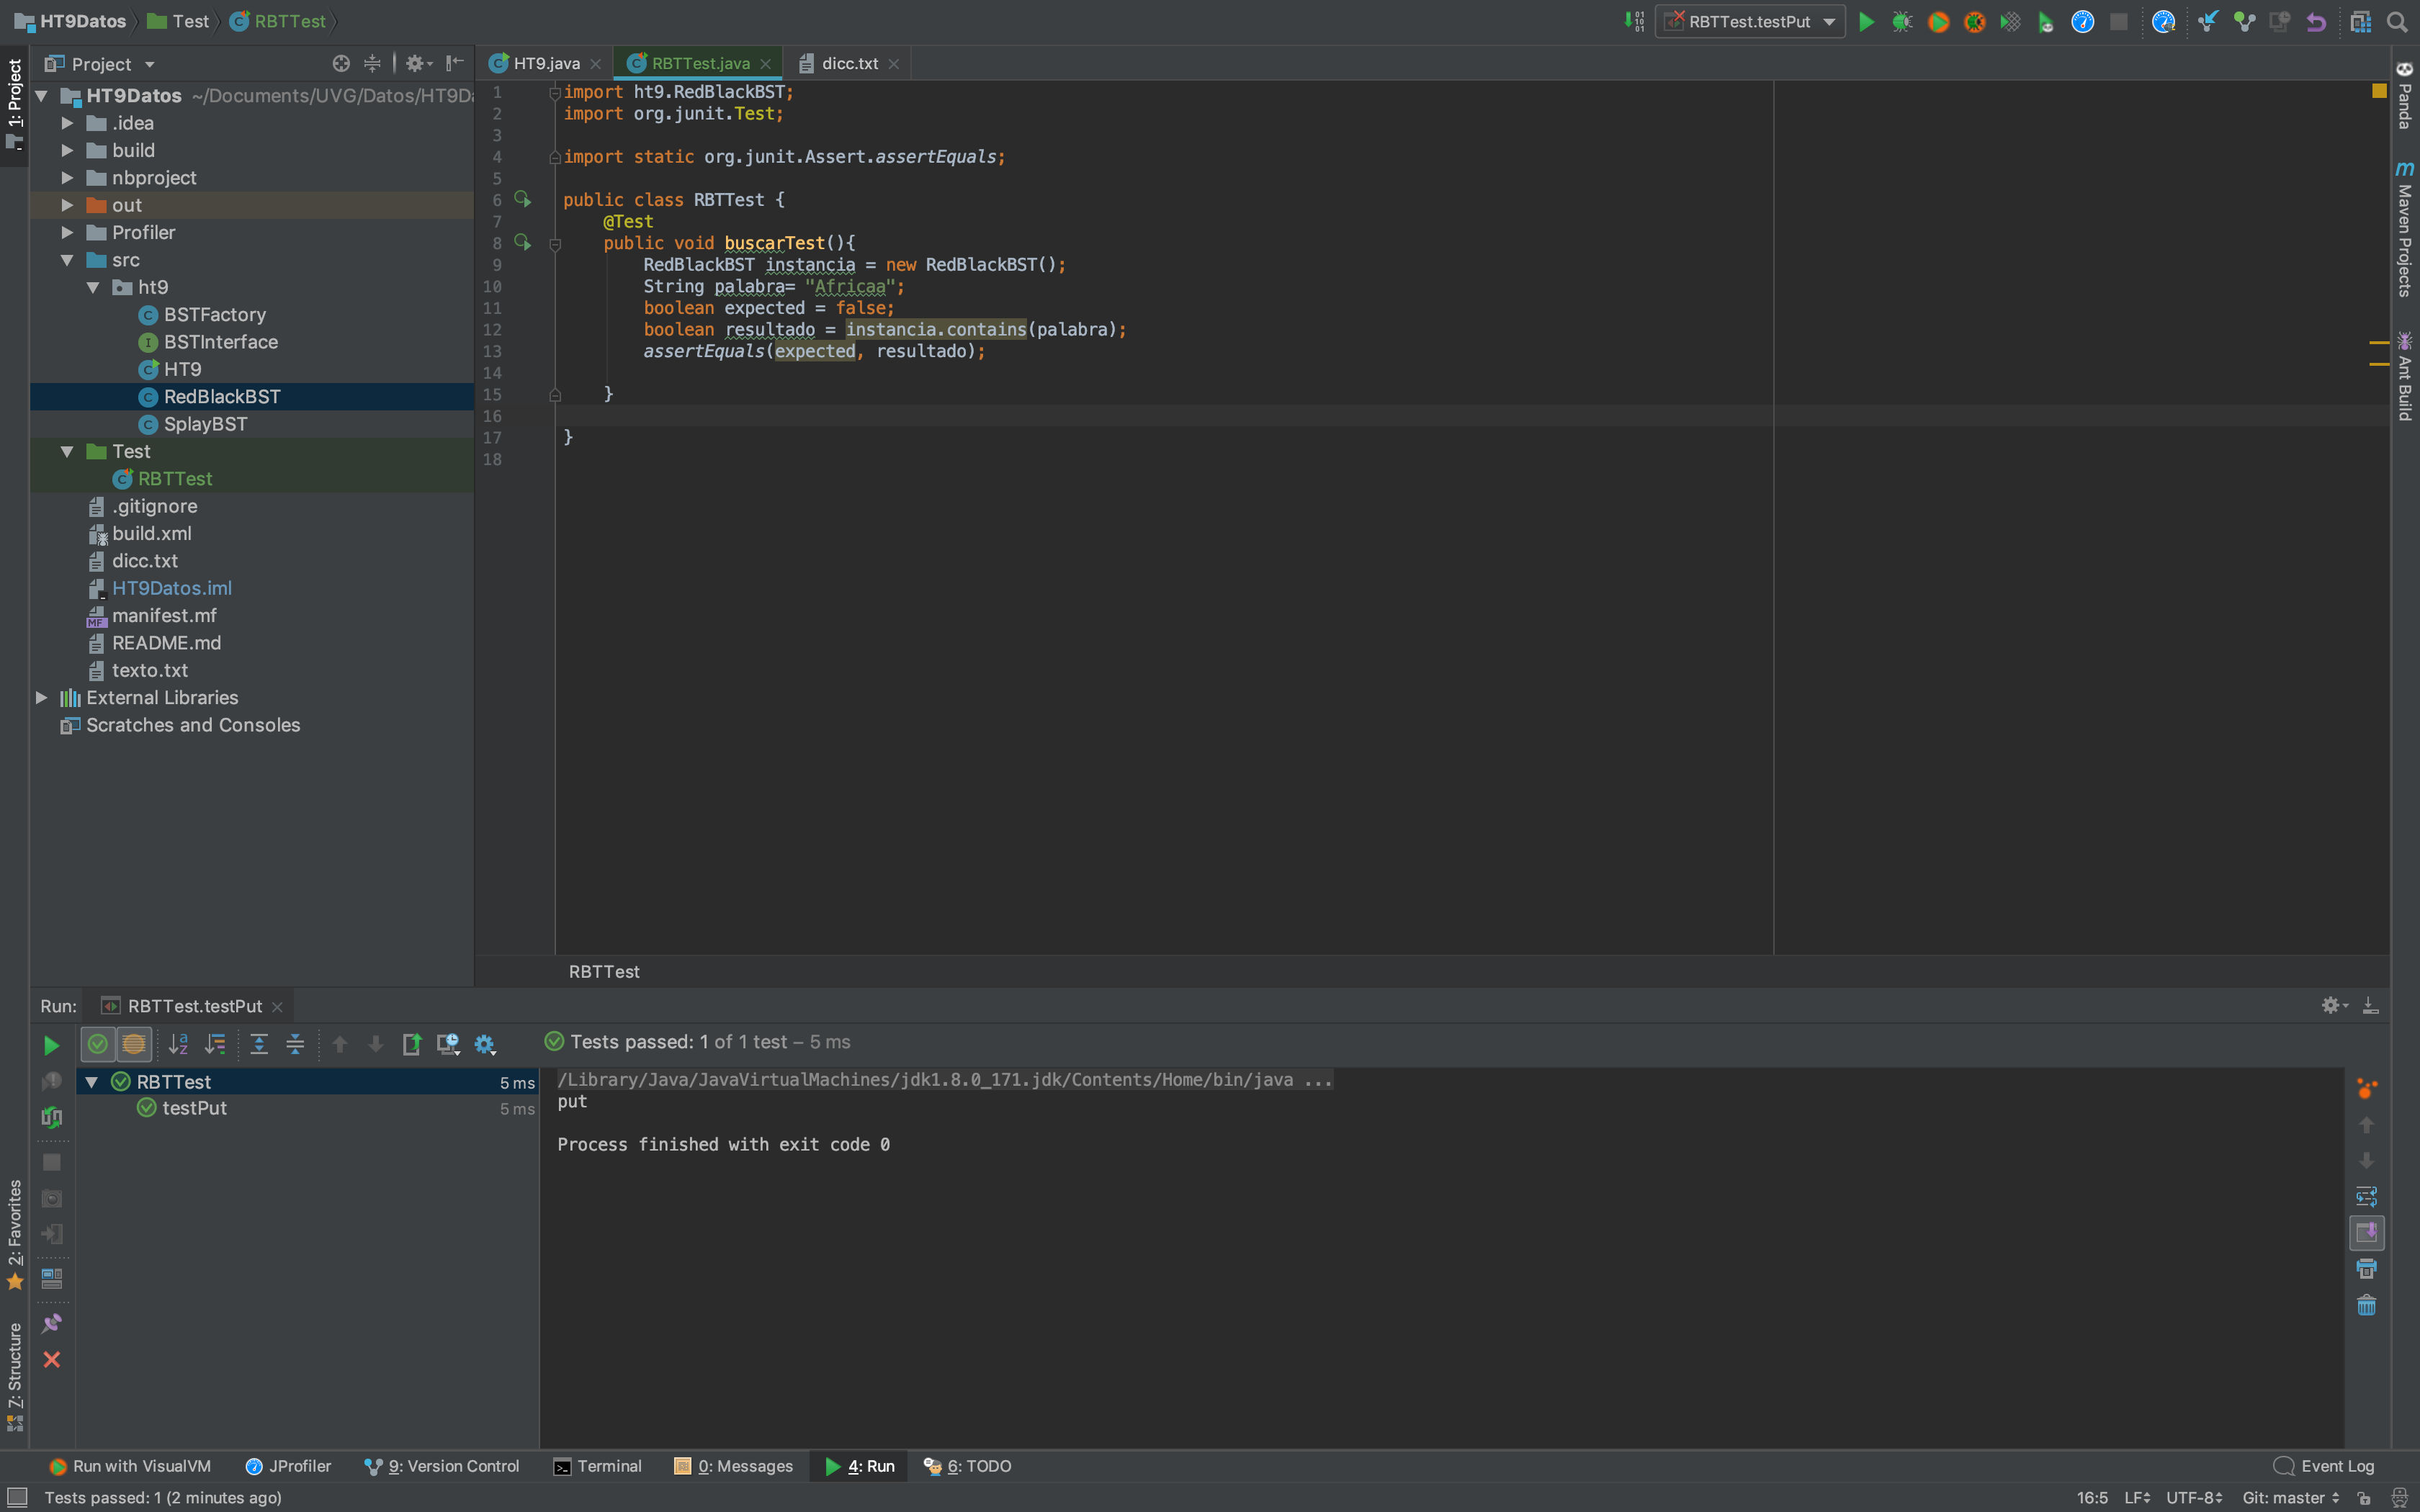 HT9Datos Test RBTTest
RBTTest.testPut
1: Project
Project
HT9.java
RBTTest.java
dicc.txt
HT9Datos ~/Documents/UVG/Datos/HT9Da
.idea
build
nbproject
out
Profiler
src
ht9
BSTFactory
BSTInterface
HT9
RedBlackBST
SplayBST
Test
RBTTest
.gitignore
build.xml
dicc.txt
HT9Datos.iml
manifest.mf
README.md
texto.txt
External Libraries
Scratches and Consoles
1 import ht9.RedBlackBST;
2 import org.junit.Test;
3
4 import static org.junit.Assert.assertEquals;
5
6 public class RBTTest {
7 @Test
8 public void buscarTest(){
9 RedBlackBST instancia = new RedBlackBST();
10 String palabra= "Africaa";
11 boolean expected = false;
12 boolean resultado = instancia.contains(palabra);
13 assertEquals(expected, resultado);
14
15 }
16
17 }
18
RBTTest
Panda
m Maven Projects
Ant Build
Run: RBTTest.testPut
Tests passed: 1 of 1 test – 5 ms
RBTTest 5 ms
testPut 5 ms
/Library/Java/JavaVirtualMachines/jdk1.8.0_171.jdk/Contents/Home/bin/java ...
put
Process finished with exit code 0
2: Favorites
7: Structure
Run with VisualVM JProfiler 9: Version Control Terminal 0: Messages 4: Run 6: TODO Event Log
Tests passed: 1 (2 minutes ago) 16:5 LF UTF-8 Git: master